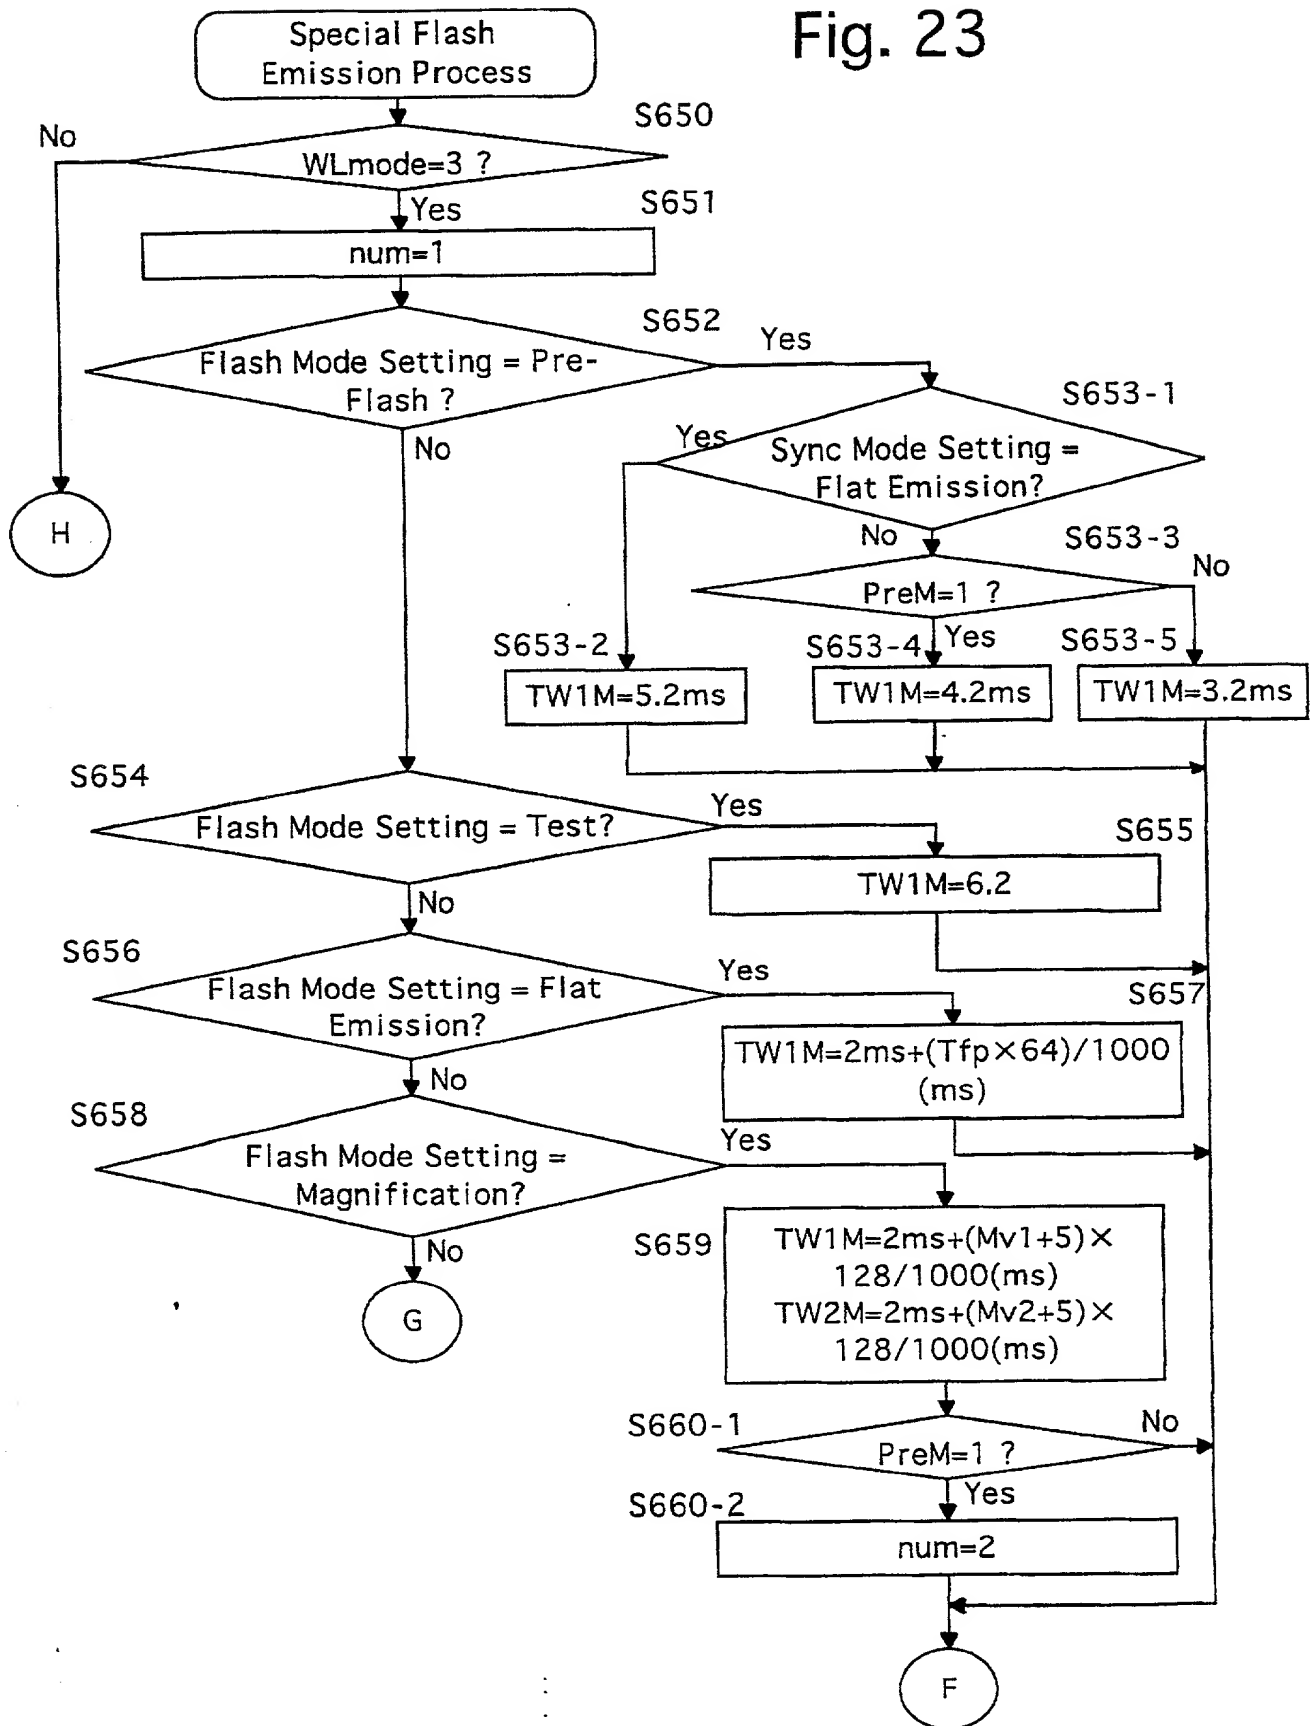 Fig. 23
Special Flash
Emission Process
S650
No
WLmode=3 ?
Yes
S651
num=1
S652
Flash Mode Setting = Pre-
Flash ?
Yes
No
S653-1
Yes
Sync Mode Setting =
Flat Emission?
No
H
S653-3
PreM=1 ?
No
Yes
S653-2
TW1M=5.2ms
S653-4
TW1M=4.2ms
S653-5
TW1M=3.2ms
S654
Flash Mode Setting = Test?
Yes
No
S655
TW1M=6.2
S656
Flash Mode Setting = Flat
Emission?
Yes
No
S657
TW1M=2ms+(Tfp×64)/1000
(ms)
S658
Flash Mode Setting =
Magnification?
Yes
No
G
S659
TW1M=2ms+(Mv1+5)×
128/1000(ms)
TW2M=2ms+(Mv2+5)×
128/1000(ms)
S660-1
PreM=1 ?
No
Yes
S660-2
num=2
F